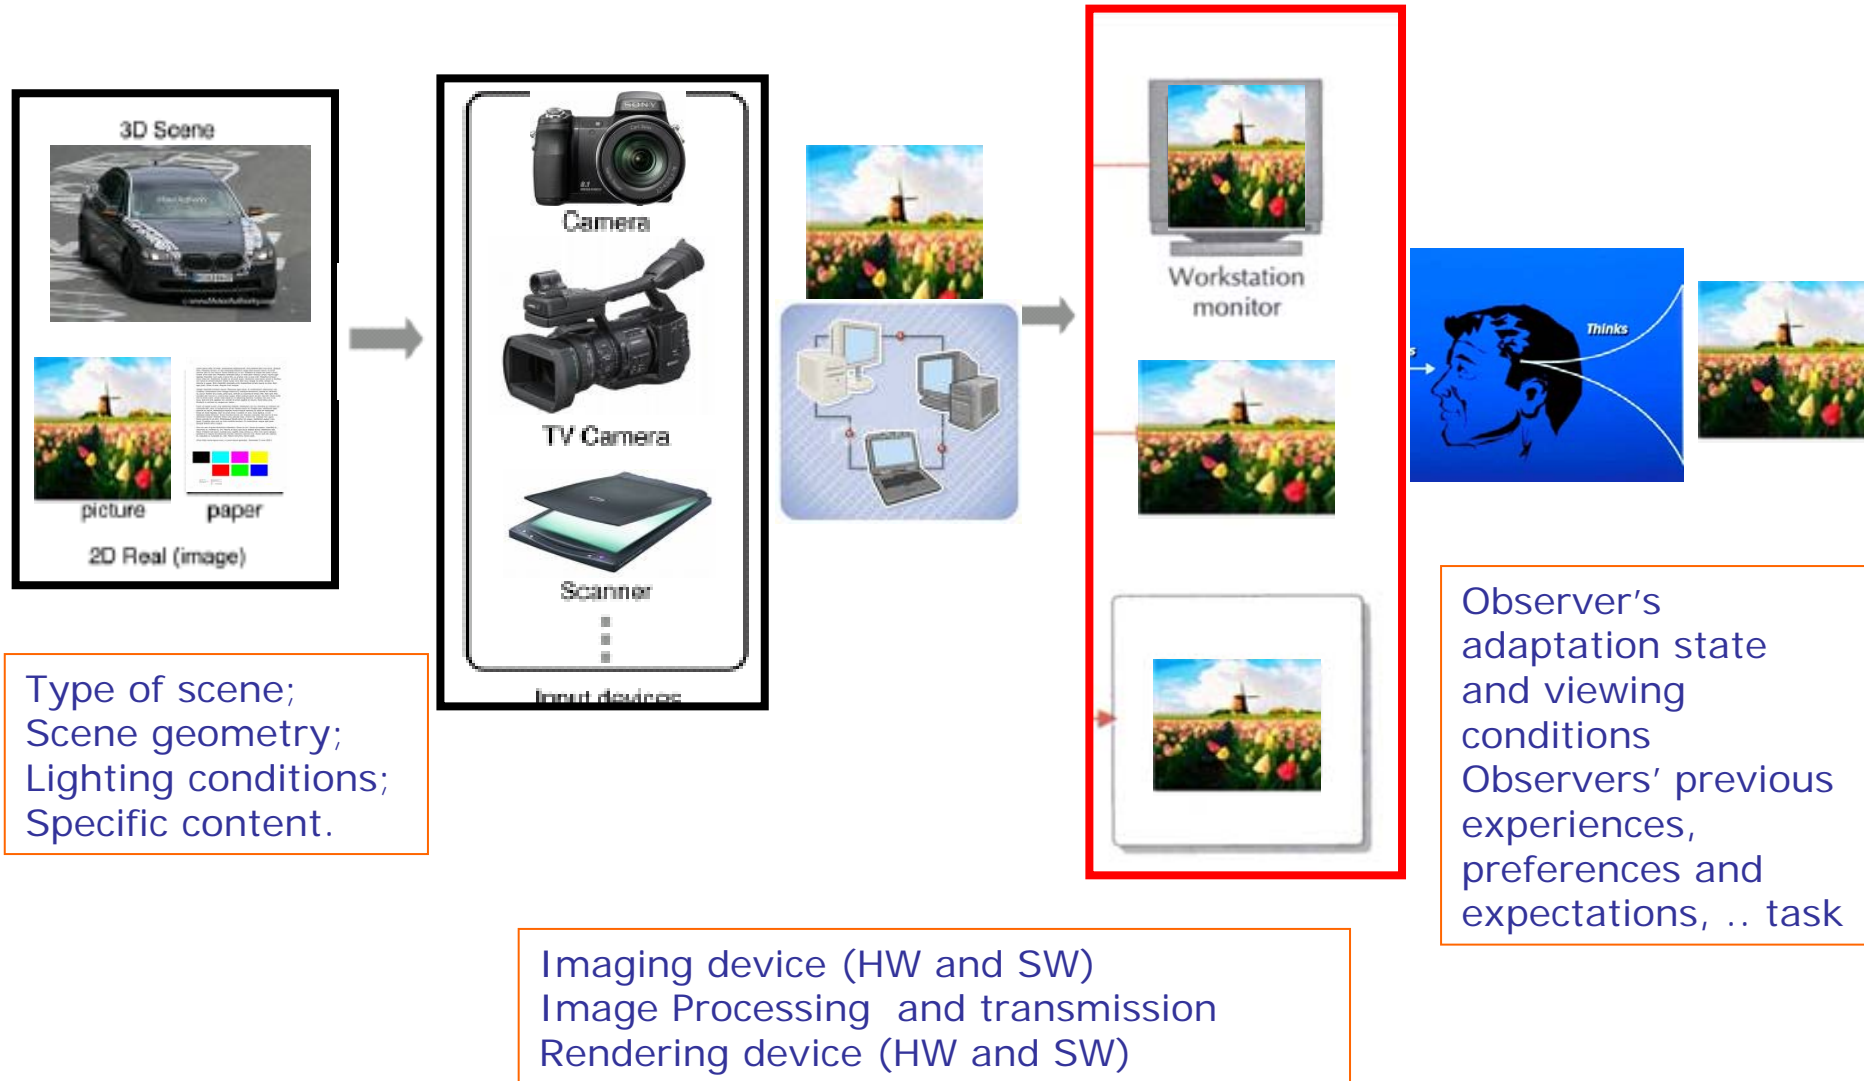 3D Scene
picture
paper
2D Real (image)
SONY
Camera
TV Camera
Scanner
Input devices
Workstation
monitor
Thinks
s
Type of scene;
Scene geometry;
Lighting conditions;
Specific content.
Observer's
adaptation state
and viewing
conditions
Observers' previous
experiences,
preferences and
expectations, .. task
Imaging device (HW and SW)
Image Processing and transmission
Rendering device (HW and SW)